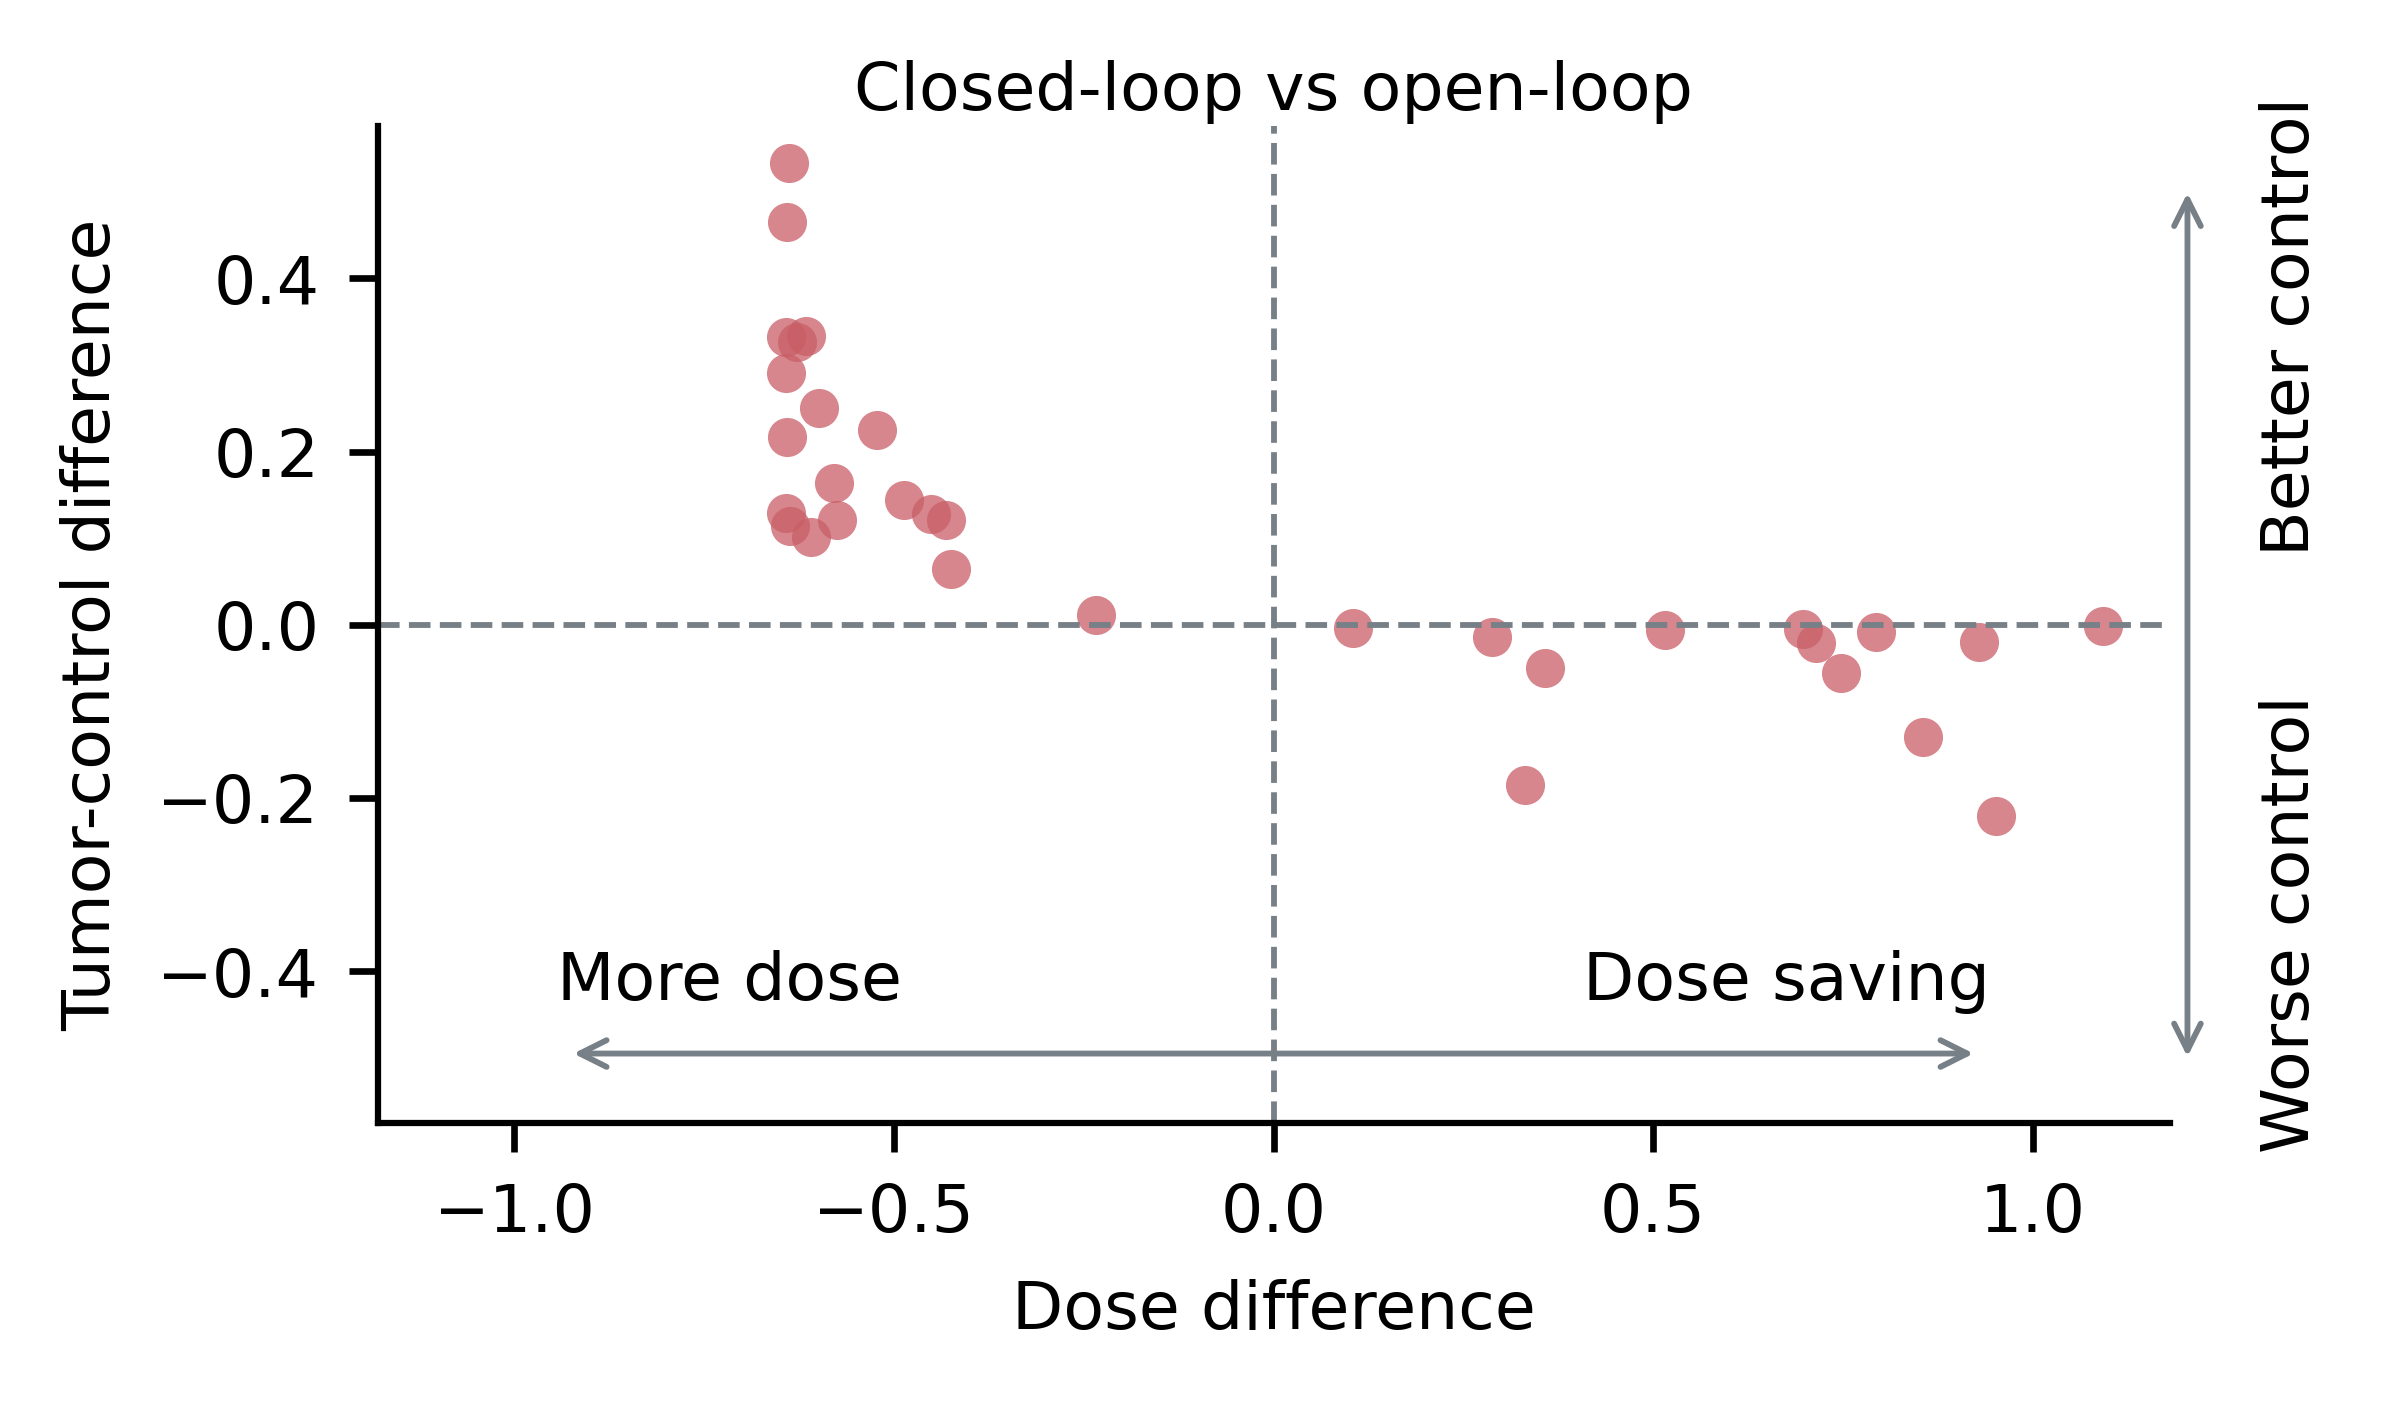 Closed-loop vs open-loop
Tumor-control difference
0.4
0.2
0.0
−0.2
−0.4
More dose
Dose saving
Better control
Worse control
−1.0
−0.5
0.0
0.5
1.0
Dose difference